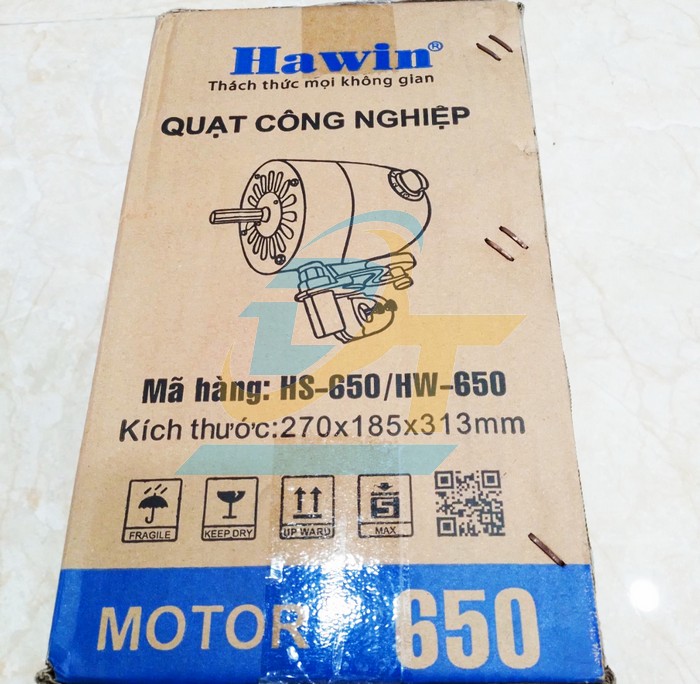 Hawin®
Thách thức mọi không gian
QUẠT CÔNG NGHIỆP
Mã hàng: HS-650/HW-650
Kích thước:270x185x313mm
FRAGILE
KEEP DRY
UP WARD
5
MAX
MOTOR 650